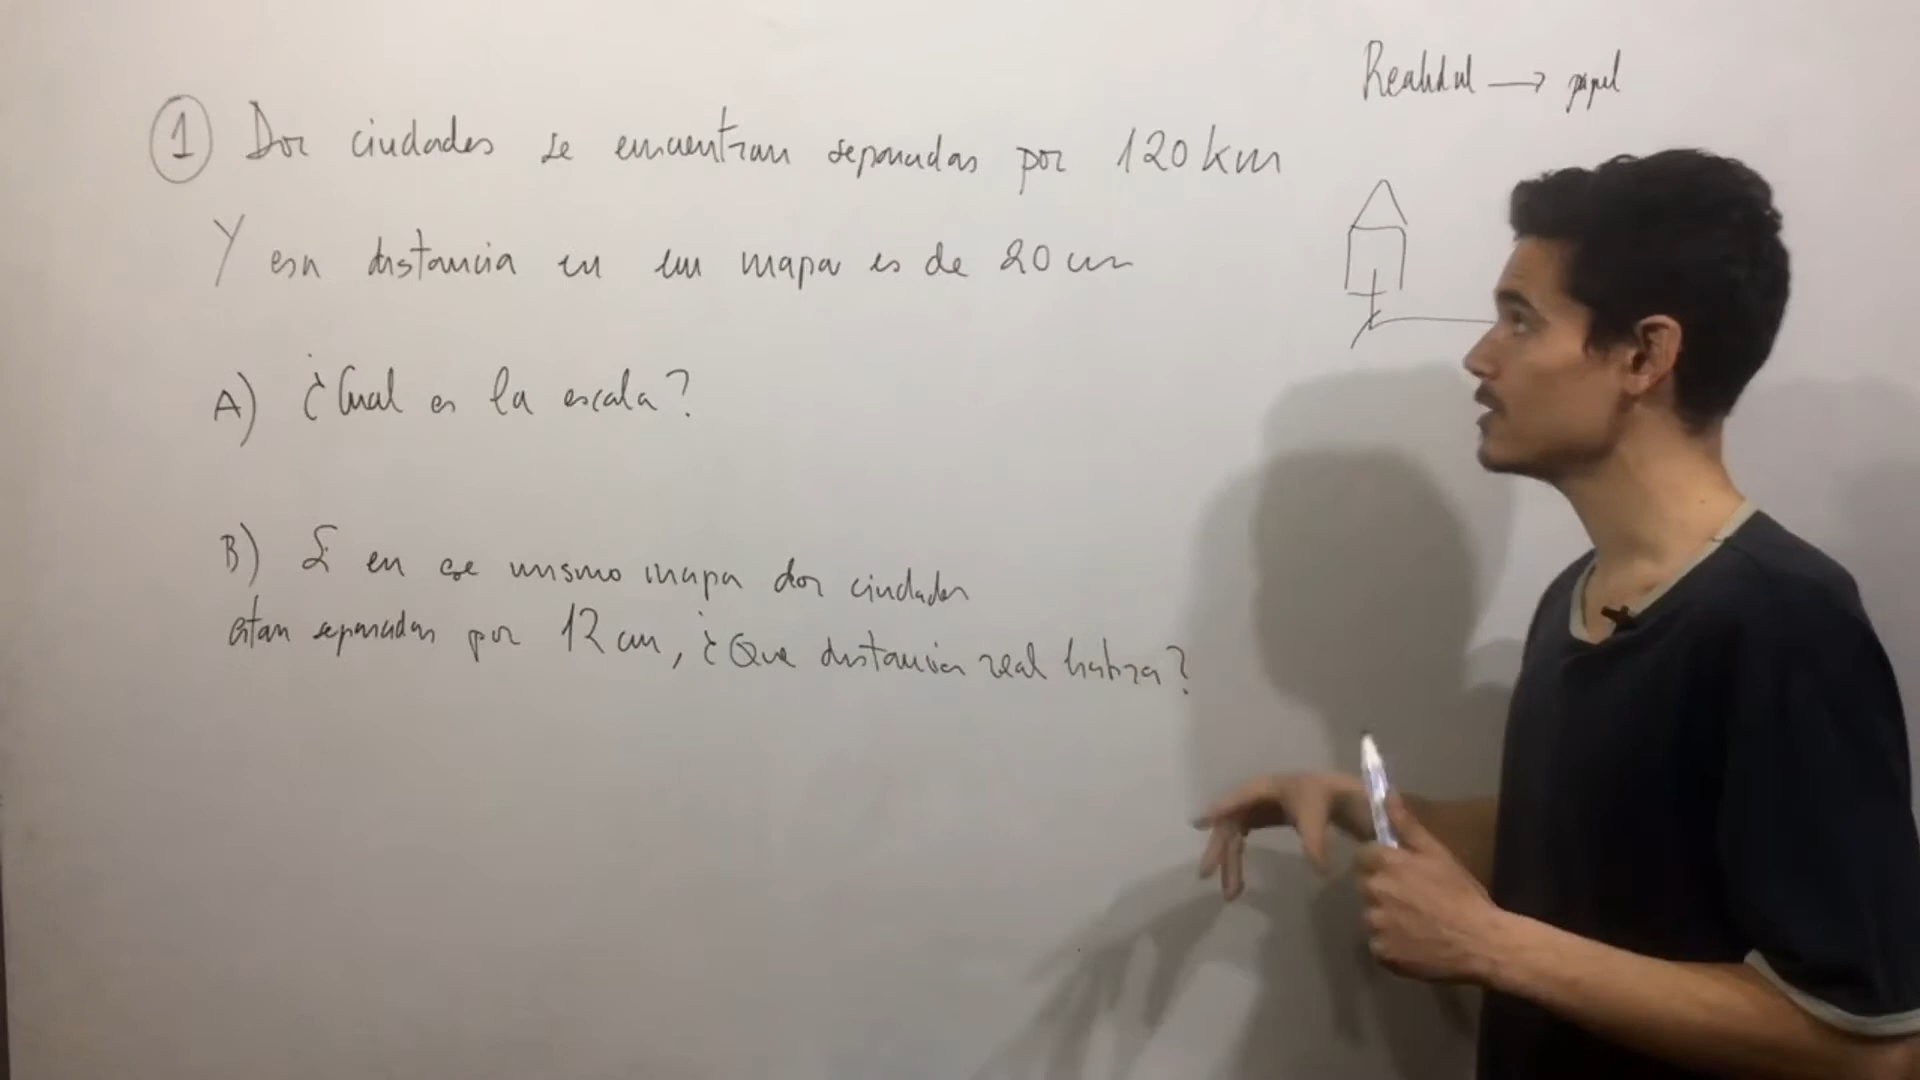 Realidad → papel
① Dos ciudades se encuentran separadas por 120 km
Y esa distancia en un mapa es de 20 cm
A) ¿Cual es la escala?
B) Si en ese mismo mapa dos ciudades
estan separadas por 12 cm, ¿Que distancia real habra?